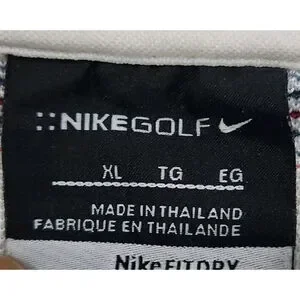 ::NIKEGOLF
XL TG EG
MADE IN THAILAND
FABRIQUE EN THAILANDE
Nike FIT DRY